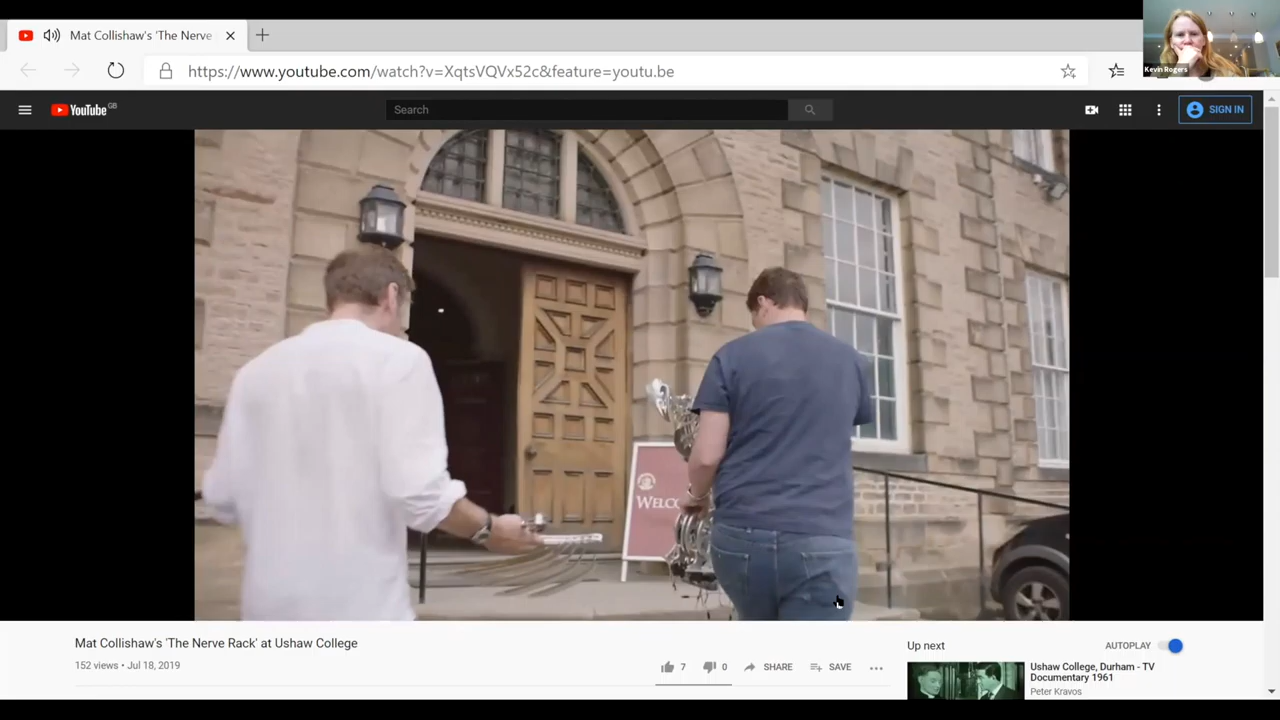 Mat Collishaw's 'The Nerve
https://www.youtube.com/watch?v=XqtsYQVx52c&feature=youtu.be
Kevin Rogers
YouTube GB
Search
SIGN IN
WELCO
Mat Collishaw's 'The Nerve Rack' at Ushaw College
152 views • Jul 18, 2019
7
0
SHARE
SAVE
Up next
AUTOPLAY
Ushaw College, Durham - TV
Documentary 1961
Peter Kravos